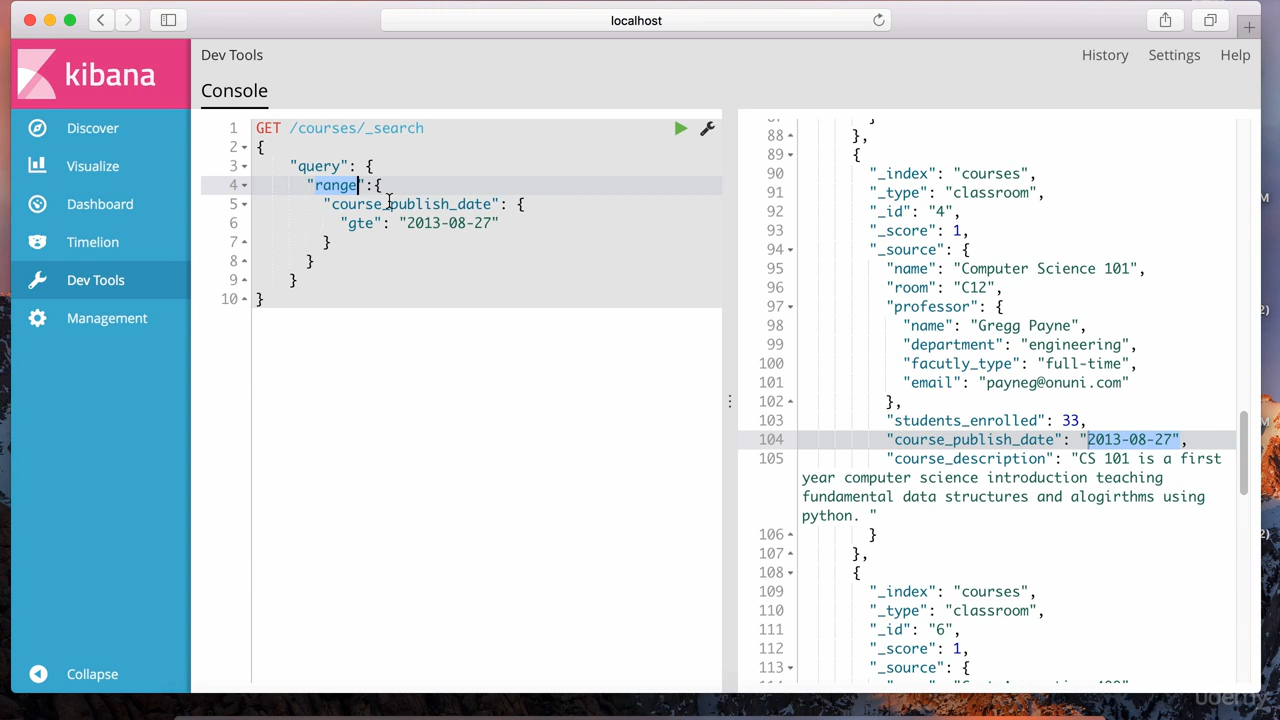 localhost
kibana
Dev Tools
History Settings Help
Console
Discover
Visualize
Dashboard
Timelion
Dev Tools
Management
Collapse
1 GET /courses/_search
2 {
3 "query": {
4 "range":{
5 "course_publish_date": {
6 "gte": "2013-08-27"
7 }
8 }
9 }
10 }
88 },
89 {
90 "_index": "courses",
91 "_type": "classroom",
92 "_id": "4",
93 "_score": 1,
94 "_source": {
95 "name": "Computer Science 101",
96 "room": "C12",
97 "professor": {
98 "name": "Gregg Payne",
99 "department": "engineering",
100 "facutly_type": "full-time",
101 "email": "payneg@onuni.com"
102 },
103 "students_enrolled": 33,
104 "course_publish_date": "2013-08-27",
105 "course_description": "CS 101 is a first
year computer science introduction teaching
fundamental data structures and alogirthms using
python. "
106 }
107 },
108 {
109 "_index": "courses",
110 "_type": "classroom",
111 "_id": "6",
112 "_score": 1,
113 "_source": {
udemy